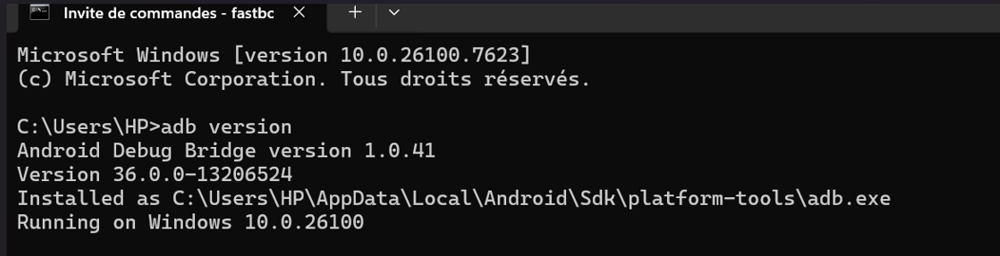 Invite de commandes - fastbc
Microsoft Windows [version 10.0.26100.7623]
(c) Microsoft Corporation. Tous droits réservés.
C:\Users\HP>adb version
Android Debug Bridge version 1.0.41
Version 36.0.0-13206524
Installed as C:\Users\HP\AppData\Local\Android\Sdk\platform-tools\adb.exe
Running on Windows 10.0.26100